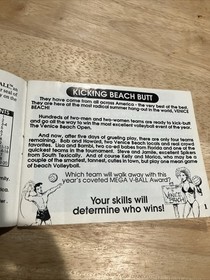 KICKING BEACH BUTT
They have come from all across America - the very best of the best.
They are here at the most radical summer hang out in the world, VENICE
BEACH!
Hundreds of two-men and two-women teams are ready to kick-butt
and go all the way to win the most excellent volleyball event of the year,
the Venice Beach Open.
And now, after five days of grueling play, there are only four teams
remaining. Bob and Howard, two Venice Beach locals and red crowd
favorites. Lisa and Bambi, two co-ed babes from Florida and one of the
quickest teams in the tournament. Steve and Jamie, excellent Spikers
from South Texically. And of course Kelly and Monica, who may be a
couple of the smartest, funnest, cuties in town, but play one mean game
of beach Volleyball.
Which team will walk away with this
year's coveted MEGA V-BALL Award?
Your skills will
determine who wins!
1